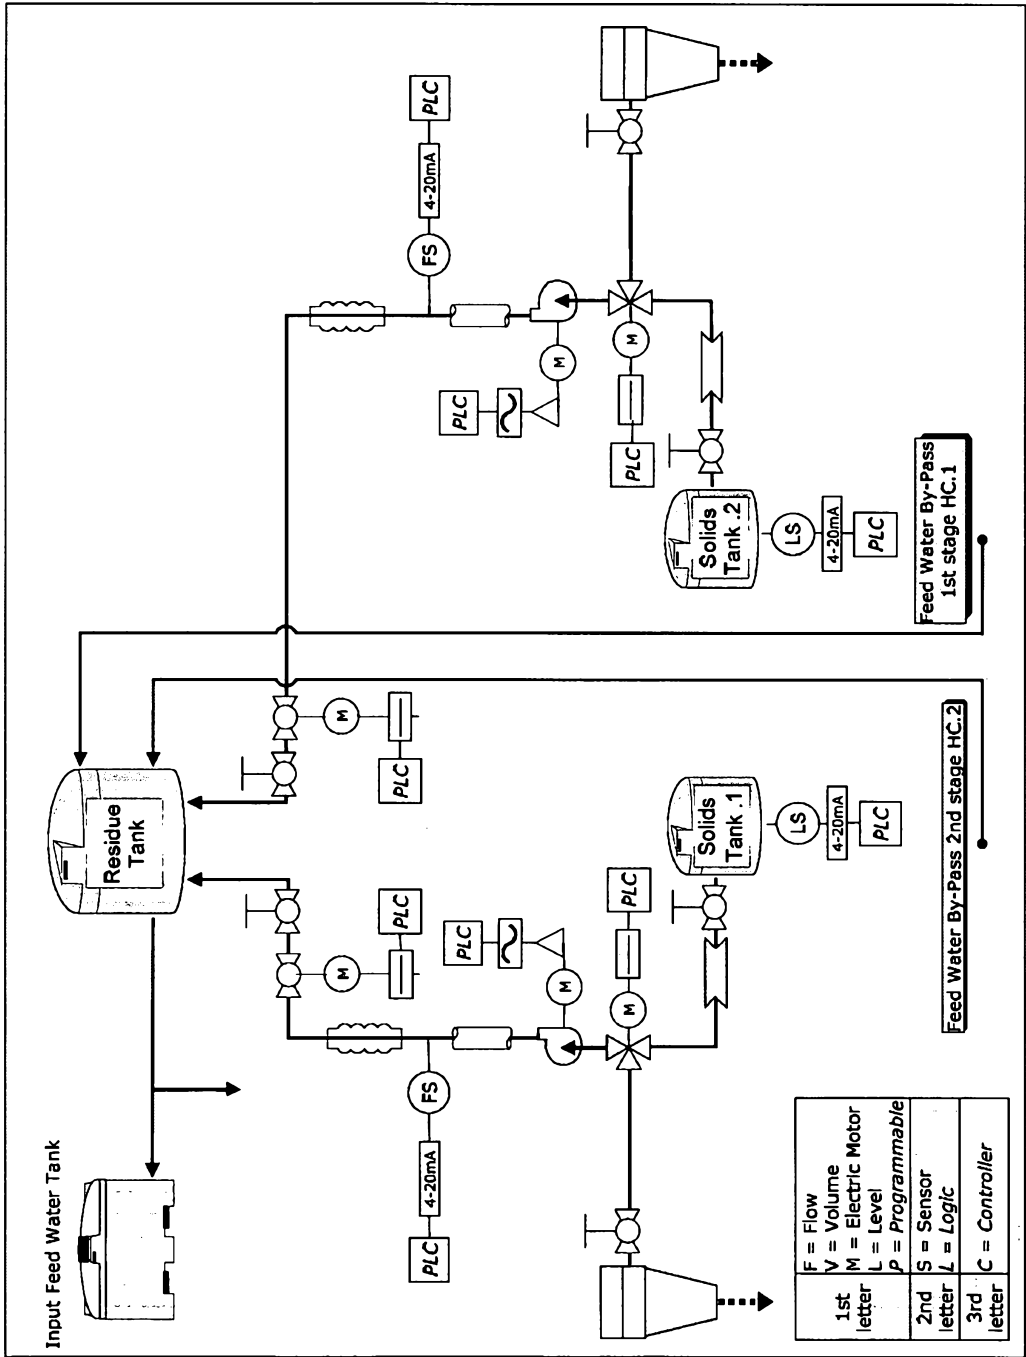 Input Feed Water Tank
Residue
Tank
PLC
4-20mA
FS
PLC
M
PLC
M
M
PLC
Solids
Tank .1
LS
4-20mA
PLC
Feed Water By-Pass 2nd stage HC.2
PLC
M
PLC
4-20mA
FS
PLC
M
M
PLC
Solids
Tank .2
LS
4-20mA
PLC
Feed Water By-Pass
1st stage HC.1
1st
letter
F = Flow
V = Volume
M = Electric Motor
L = Level
P = Programmable
2nd
letter
S = Sensor
L = Logic
3rd
letter
C = Controller